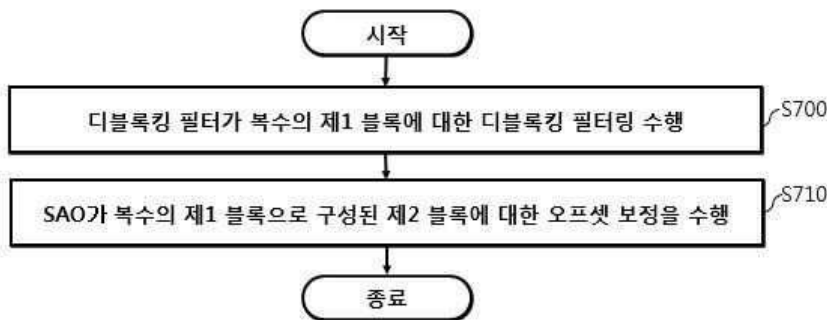 시작
디블록킹 필터가 복수의 제1 블록에 대한 디블록킹 필터링 수행
S700
SAO가 복수의 제1 블록으로 구성된 제2 블록에 대한 오프셋 보정을 수행
S710
종료